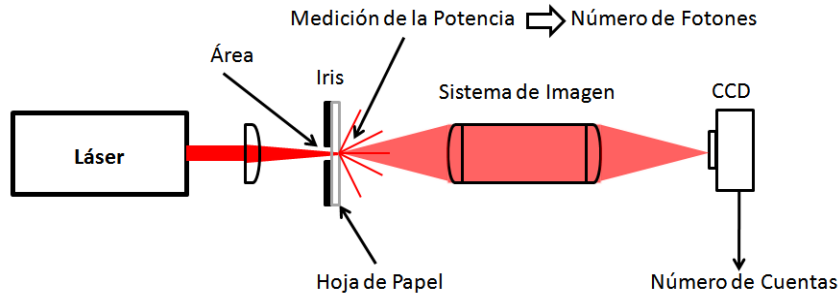 Medición de la Potencia
Número de Fotones
Área
Iris
Sistema de Imagen
CCD
Láser
Hoja de Papel
Número de Cuentas